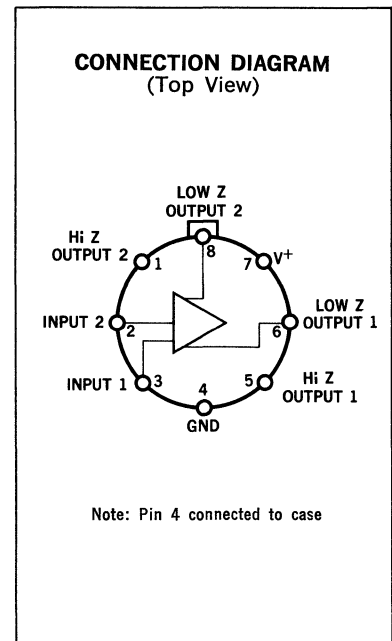 CONNECTION DIAGRAM
(Top View)
LOW Z
OUTPUT 2
8
Hi Z
OUTPUT 2
1
7
V+
INPUT 2
2
6
LOW Z
OUTPUT 1
INPUT 1
3
5
Hi Z
OUTPUT 1
4
GND
Note: Pin 4 connected to case